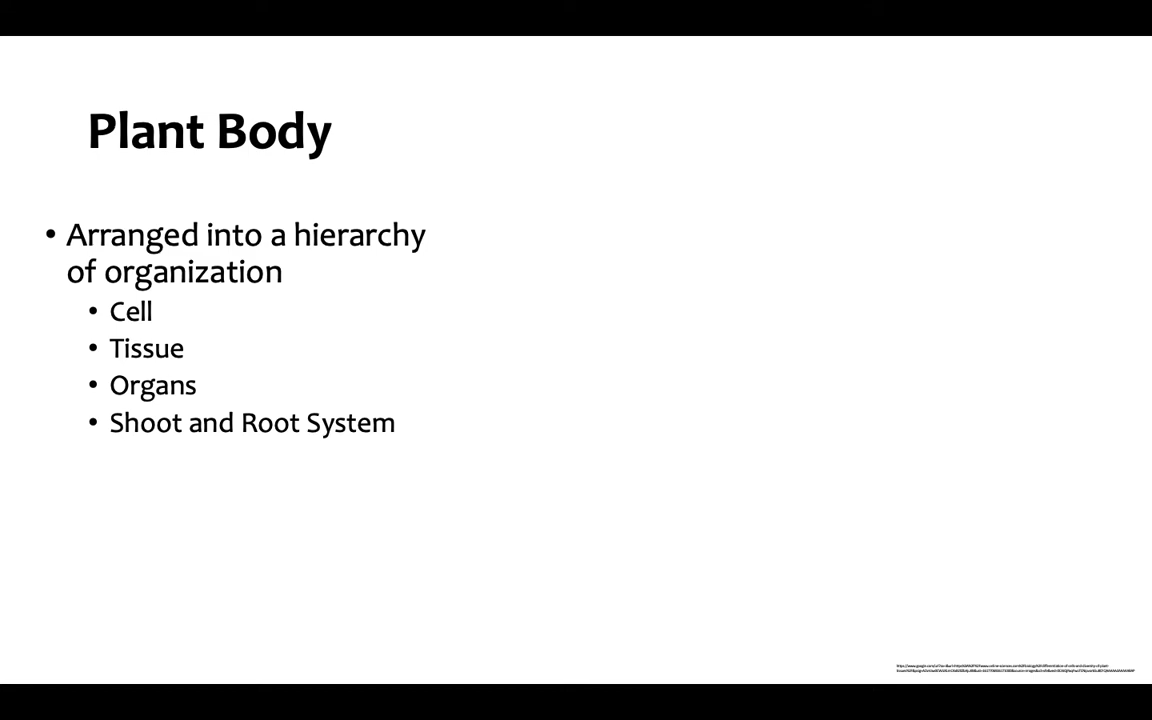 Plant Body
• Arranged into a hierarchy
of organization
• Cell
• Tissue
• Organs
• Shoot and Root System